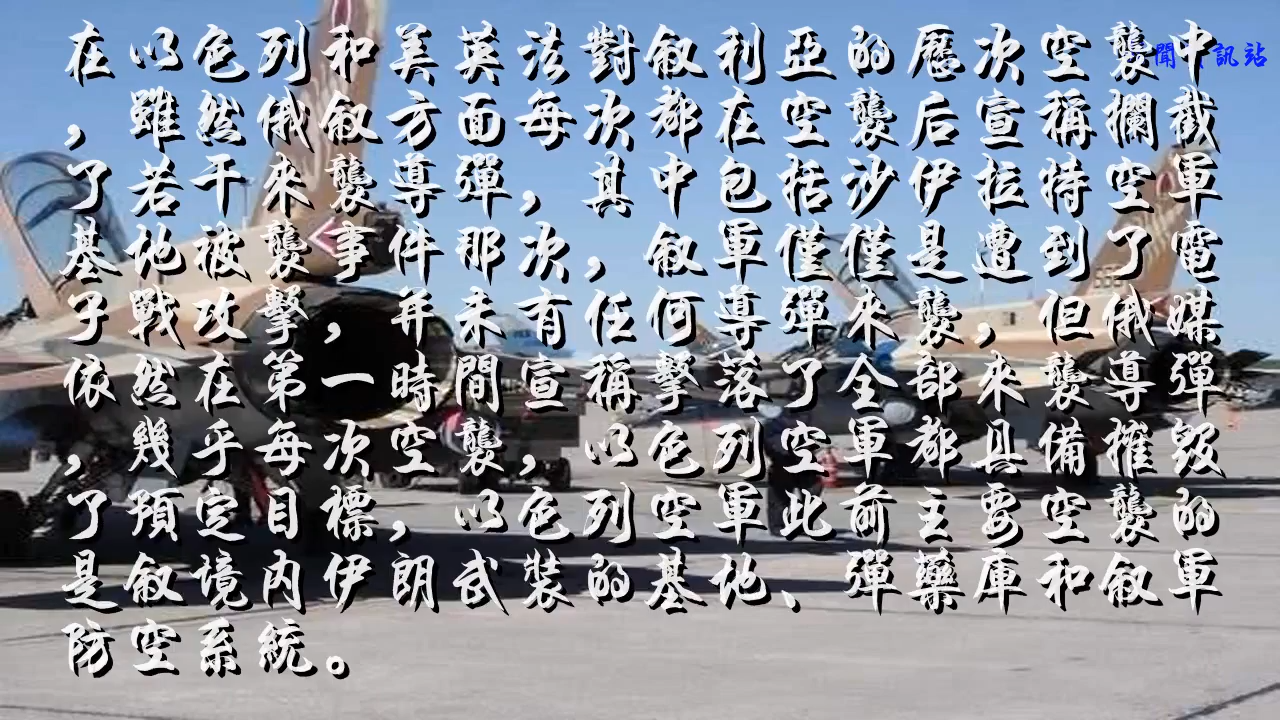 在以色列和美英法對叙利亞的歷次空襲中
聞 訊站
，雖然俄叙方面每次都在空襲后宣稱攔截
了若干來襲導彈，其中包括沙伊拉特空軍
基地被襲事件那次，叙軍僅僅是遭到了電
子戰攻擊，并未有任何導彈來襲，但俄媒
依然在第一時間宣稱擊落了全部來襲導彈
，幾乎每次空襲，以色列空軍都具備摧毀
了預定目標，以色列空軍此前主要空襲的
是叙境内伊朗武裝的基地、彈藥庫和叙軍
防空系統。